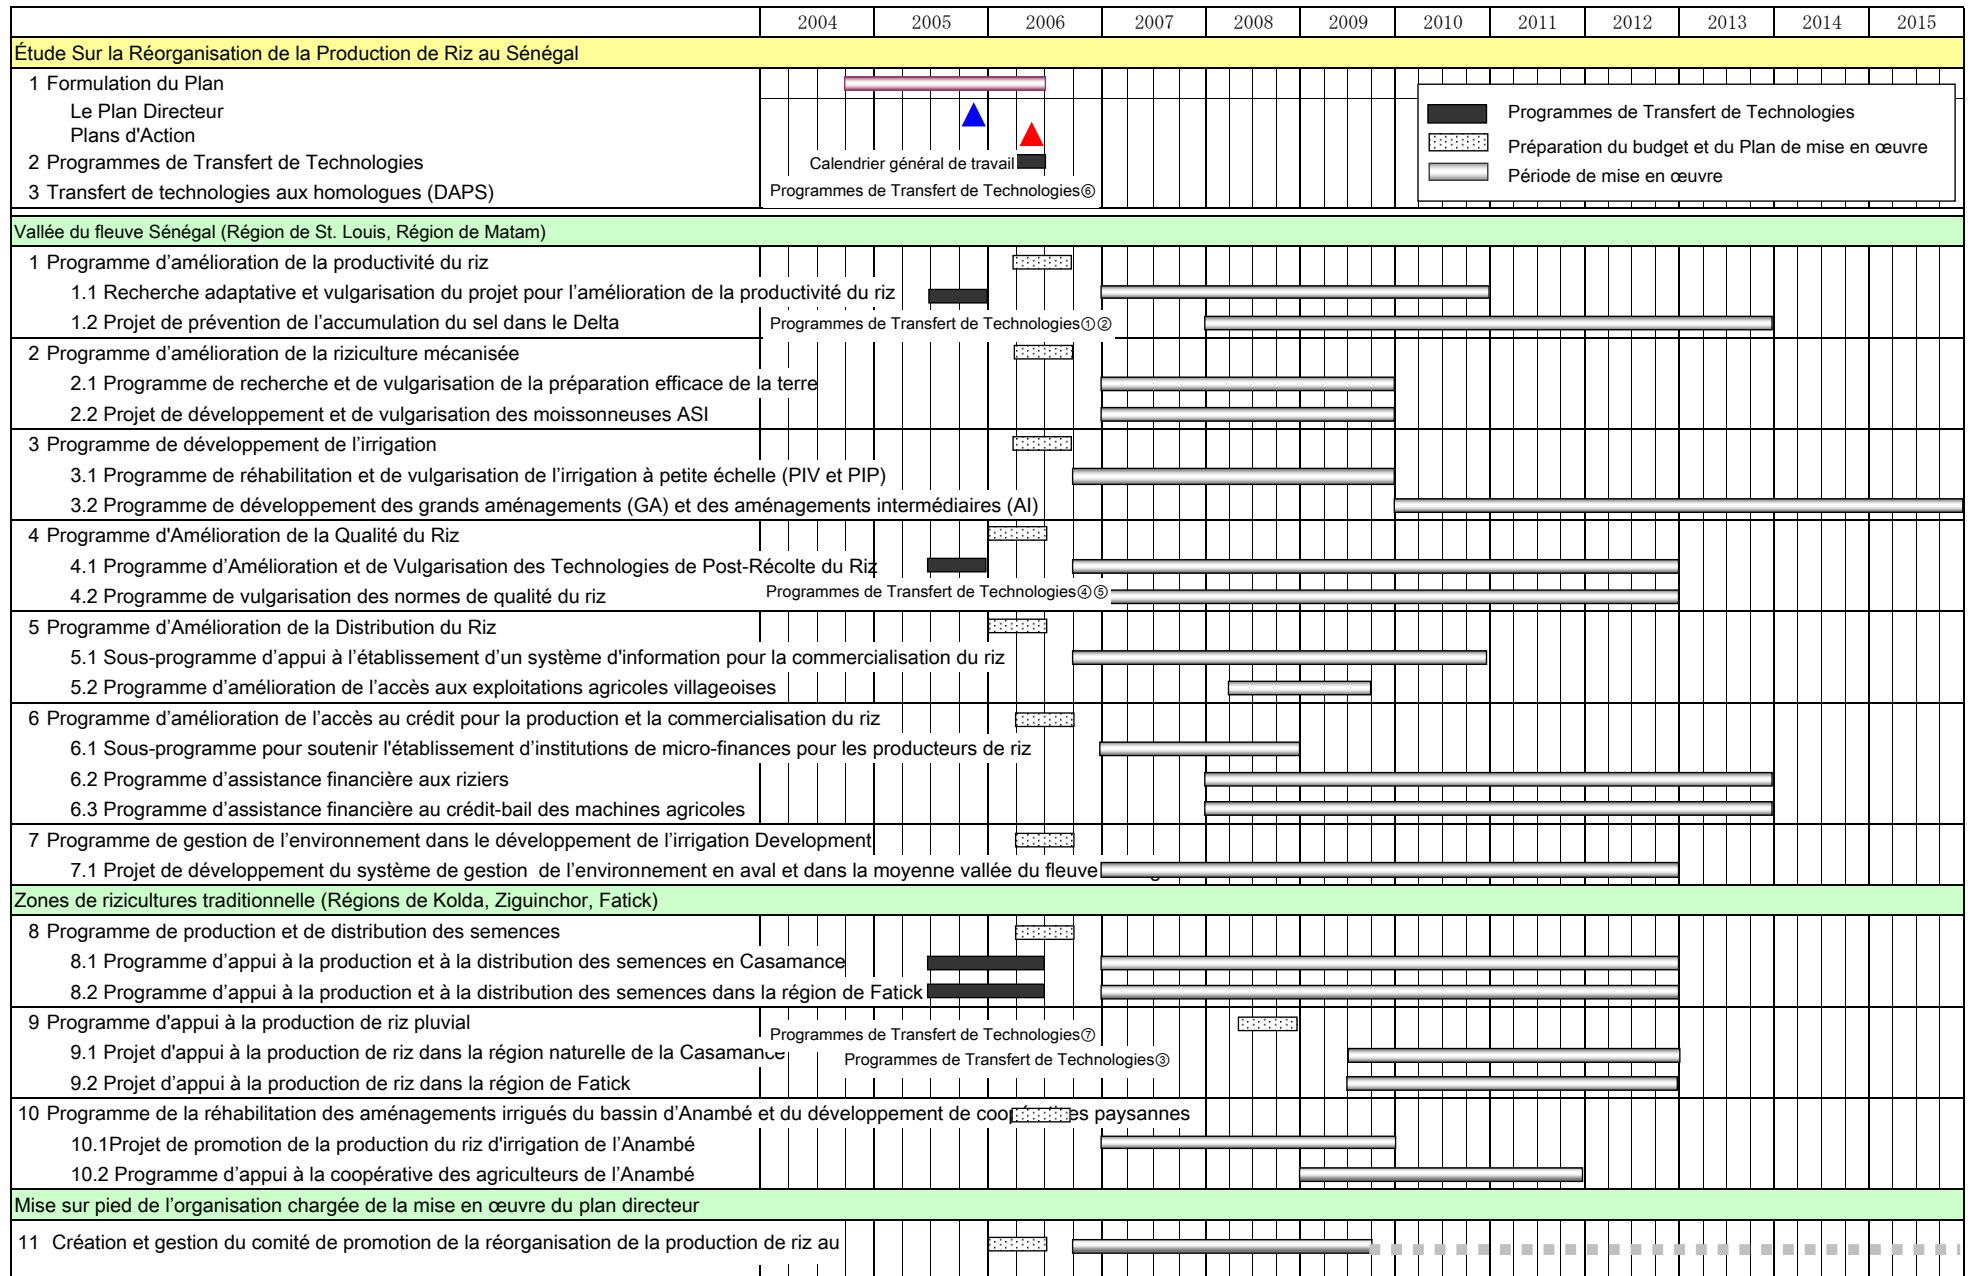 2004 2005 2006 2007 2008 2009 2010 2011 2012 2013 2014 2015
Étude Sur la Réorganisation de la Production de Riz au Sénégal
1 Formulation du Plan
Le Plan Directeur
Plans d'Action
2 Programmes de Transfert de Technologies
Calendrier général de travail
3 Transfert de technologies aux homologues (DAPS)
Programmes de Transfert de Technologies⑥
Programmes de Transfert de Technologies
Préparation du budget et du Plan de mise en œuvre
Période de mise en œuvre
Vallée du fleuve Sénégal (Région de St. Louis, Région de Matam)
1 Programme d’amélioration de la productivité du riz
1.1 Recherche adaptative et vulgarisation du projet pour l’amélioration de la productivité du riz
1.2 Projet de prévention de l’accumulation du sel dans le Delta
Programmes de Transfert de Technologies①②
2 Programme d’amélioration de la riziculture mécanisée
2.1 Programme de recherche et de vulgarisation de la préparation efficace de la terre
2.2 Projet de développement et de vulgarisation des moissonneuses ASI
3 Programme de développement de l’irrigation
3.1 Programme de réhabilitation et de vulgarisation de l’irrigation à petite échelle (PIV et PIP)
3.2 Programme de développement des grands aménagements (GA) et des aménagements intermédiaires (AI)
4 Programme d'Amélioration de la Qualité du Riz
4.1 Programme d’Amélioration et de Vulgarisation des Technologies de Post-Récolte du Riz
4.2 Programme de vulgarisation des normes de qualité du riz
Programmes de Transfert de Technologies④⑤
5 Programme d’Amélioration de la Distribution du Riz
5.1 Sous-programme d’appui à l’établissement d’un système d'information pour la commercialisation du riz
5.2 Programme d’amélioration de l’accès aux exploitations agricoles villageoises
6 Programme d’amélioration de l’accès au crédit pour la production et la commercialisation du riz
6.1 Sous-programme pour soutenir l'établissement d’institutions de micro-finances pour les producteurs de riz
6.2 Programme d’assistance financière aux riziers
6.3 Programme d’assistance financière au crédit-bail des machines agricoles
7 Programme de gestion de l’environnement dans le développement de l’irrigation Development
7.1 Projet de développement du système de gestion de l’environnement en aval et dans la moyenne vallée du fleuve
Zones de rizicultures traditionnelle (Régions de Kolda, Ziguinchor, Fatick)
8 Programme de production et de distribution des semences
8.1 Programme d’appui à la production et à la distribution des semences en Casamance
8.2 Programme d’appui à la production et à la distribution des semences dans la région de Fatick
9 Programme d'appui à la production de riz pluvial
Programmes de Transfert de Technologies⑦
9.1 Projet d'appui à la production de riz dans la région naturelle de la Casamance
Programmes de Transfert de Technologies③
9.2 Projet d’appui à la production de riz dans la région de Fatick
10 Programme de la réhabilitation des aménagements irrigués du bassin d’Anambé et du développement de paysannes
10.1Projet de promotion de la production du riz d'irrigation de l’Anambé
10.2 Programme d’appui à la coopérative des agriculteurs de l’Anambé
Mise sur pied de l’organisation chargée de la mise en œuvre du plan directeur
11 Création et gestion du comité de promotion de la réorganisation de la production de riz au